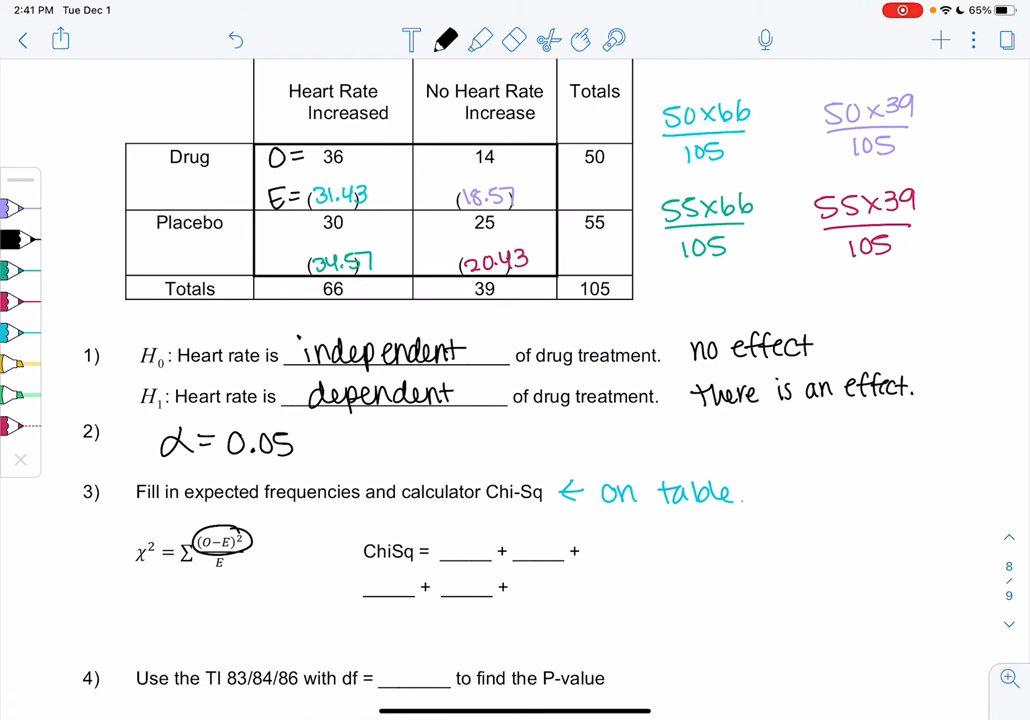 2:41 PM Tue Dec 1
65%
Heart Rate Increased
No Heart Rate Increase
Totals
Drug O = 36 14 50
E = (31.43) (18.57)
Placebo 30 25 55
(34.57) (20.43)
Totals 66 39 105
50×66
105
50×39
105
55×66
105
55×39
105
1) H₀: Heart rate is independent of drug treatment. no effect
H₁: Heart rate is dependent of drug treatment. there is an effect.
2) α = 0.05
3) Fill in expected frequencies and calculator Chi-Sq ← on table.
χ² = Σ (O−E)²/E ChiSq = ______ + ______ +
______ + ______ +
4) Use the TI 83/84/86 with df = ________ to find the P-value
8
/
9